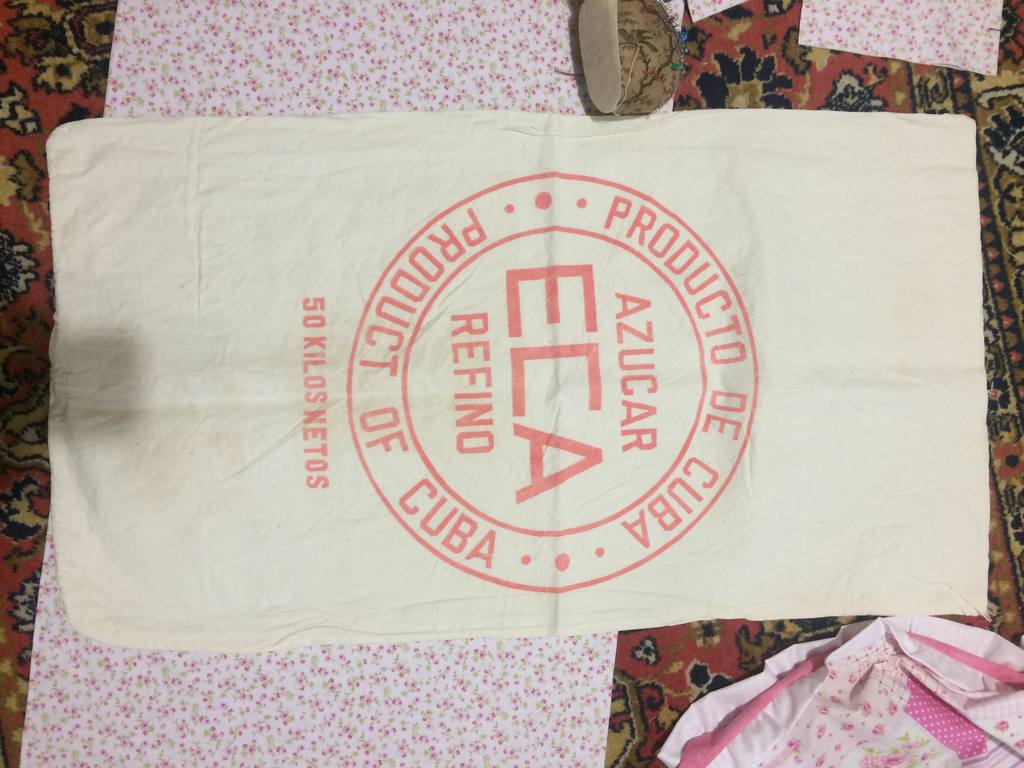 PRODUCTO DE CUBA
AZUCAR
ECA
REFINO
PRODUCT OF CUBA
50 KILOS NETOS